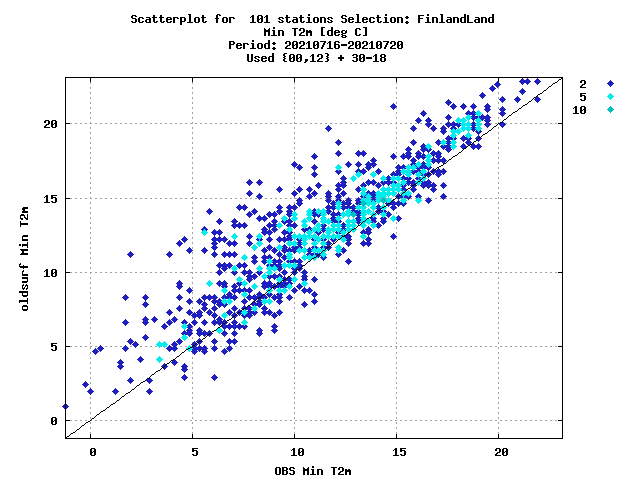 Scatterplot for  101 stations Selection: FinlandLand
Min T2m [deg C]
Period: 20210716-20210720
Used {00,12} + 30-18
2
5
10
20
15
10
5
0
oldsurf Min T2m
0 5 10 15 20
OBS Min T2m